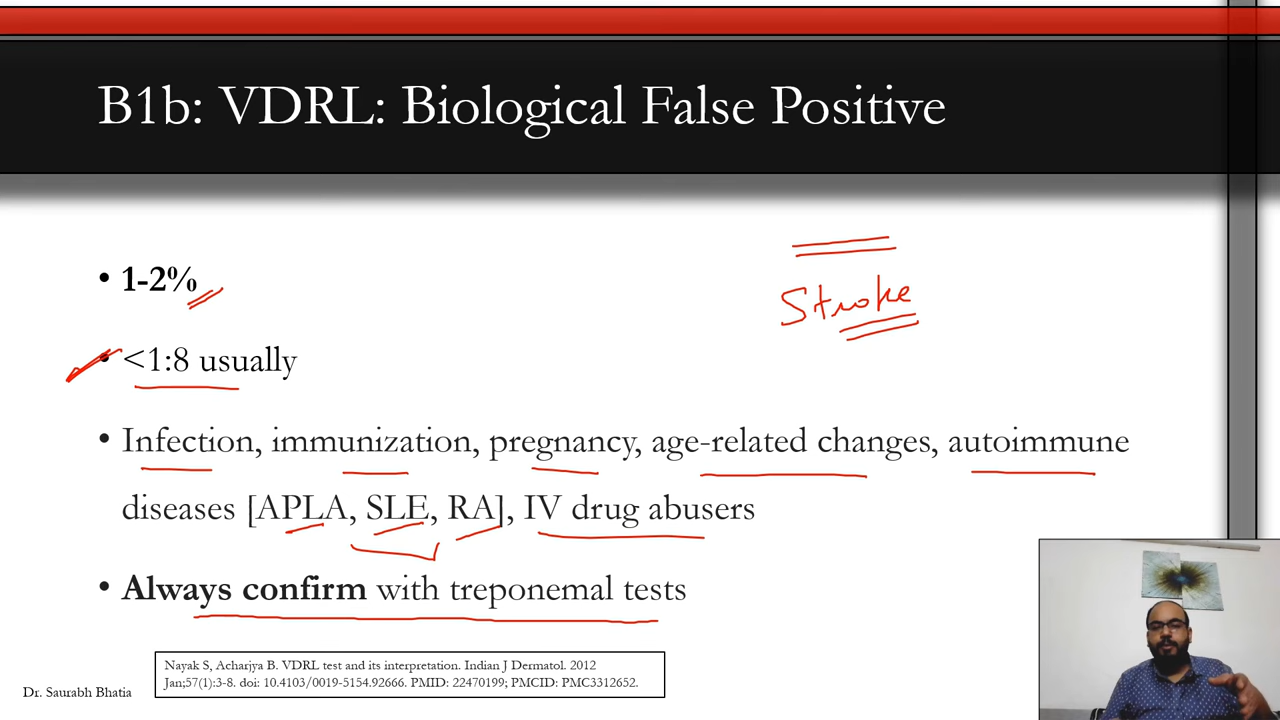 B1b: VDRL: Biological False Positive
• 1-2%
Stroke
• <1:8 usually
• Infection, immunization, pregnancy, age-related changes, autoimmune
diseases [APLA, SLE, RA], IV drug abusers
• Always confirm with treponemal tests
Nayak S, Acharjya B. VDRL test and its interpretation. Indian J Dermatol. 2012
Jan;57(1):3-8. doi: 10.4103/0019-5154.92666. PMID: 22470199; PMCID: PMC3312652.
Dr. Saurabh Bhatia